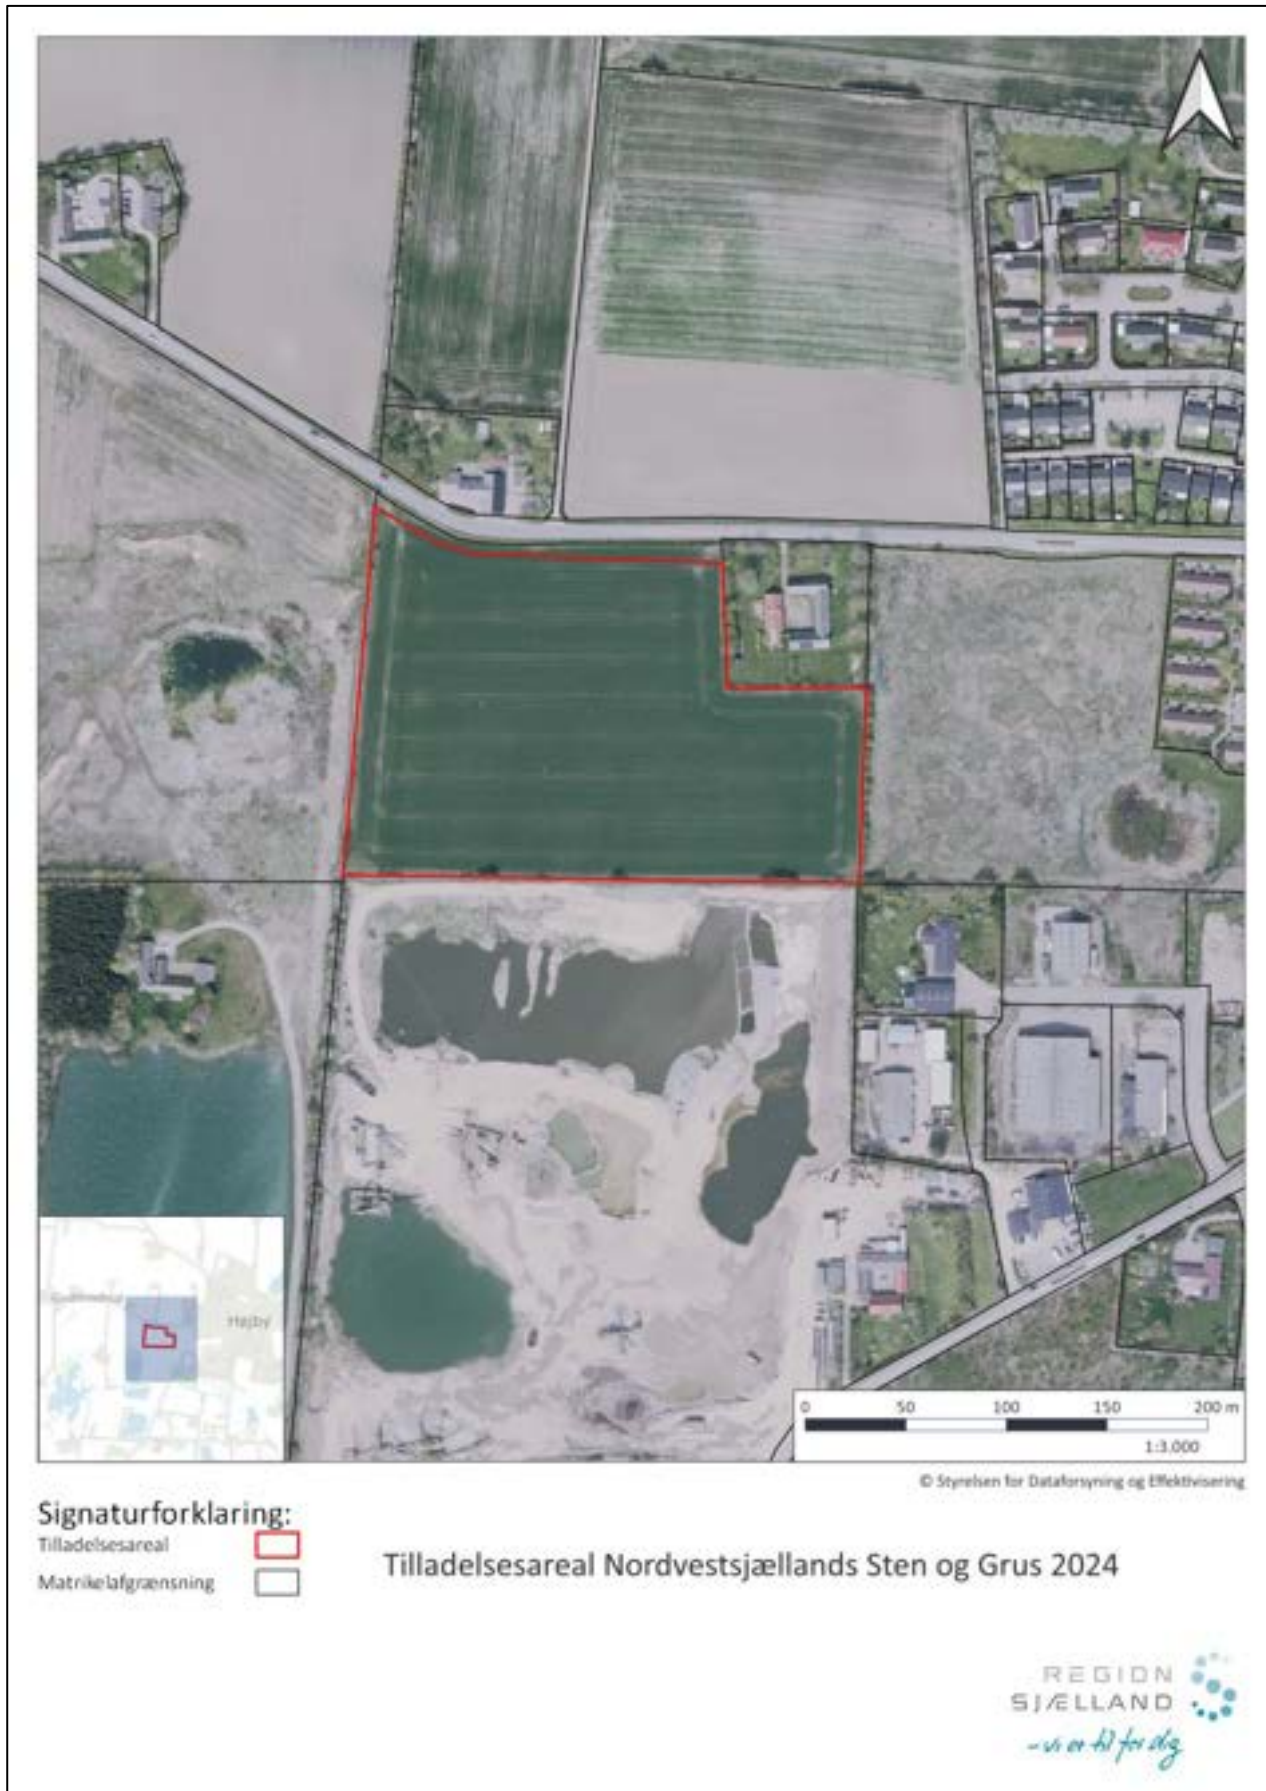 Højby
0 50 100 150 200 m
1:3.000
© Styrelsen for Dataforsyning og Effektivisering
Signaturforklaring:
Tilladelsesareal
Matrikelafgrænsning
Tilladelsesareal Nordvestsjællands Sten og Grus 2024
REGION
SJÆLLAND
- vi er til for dig